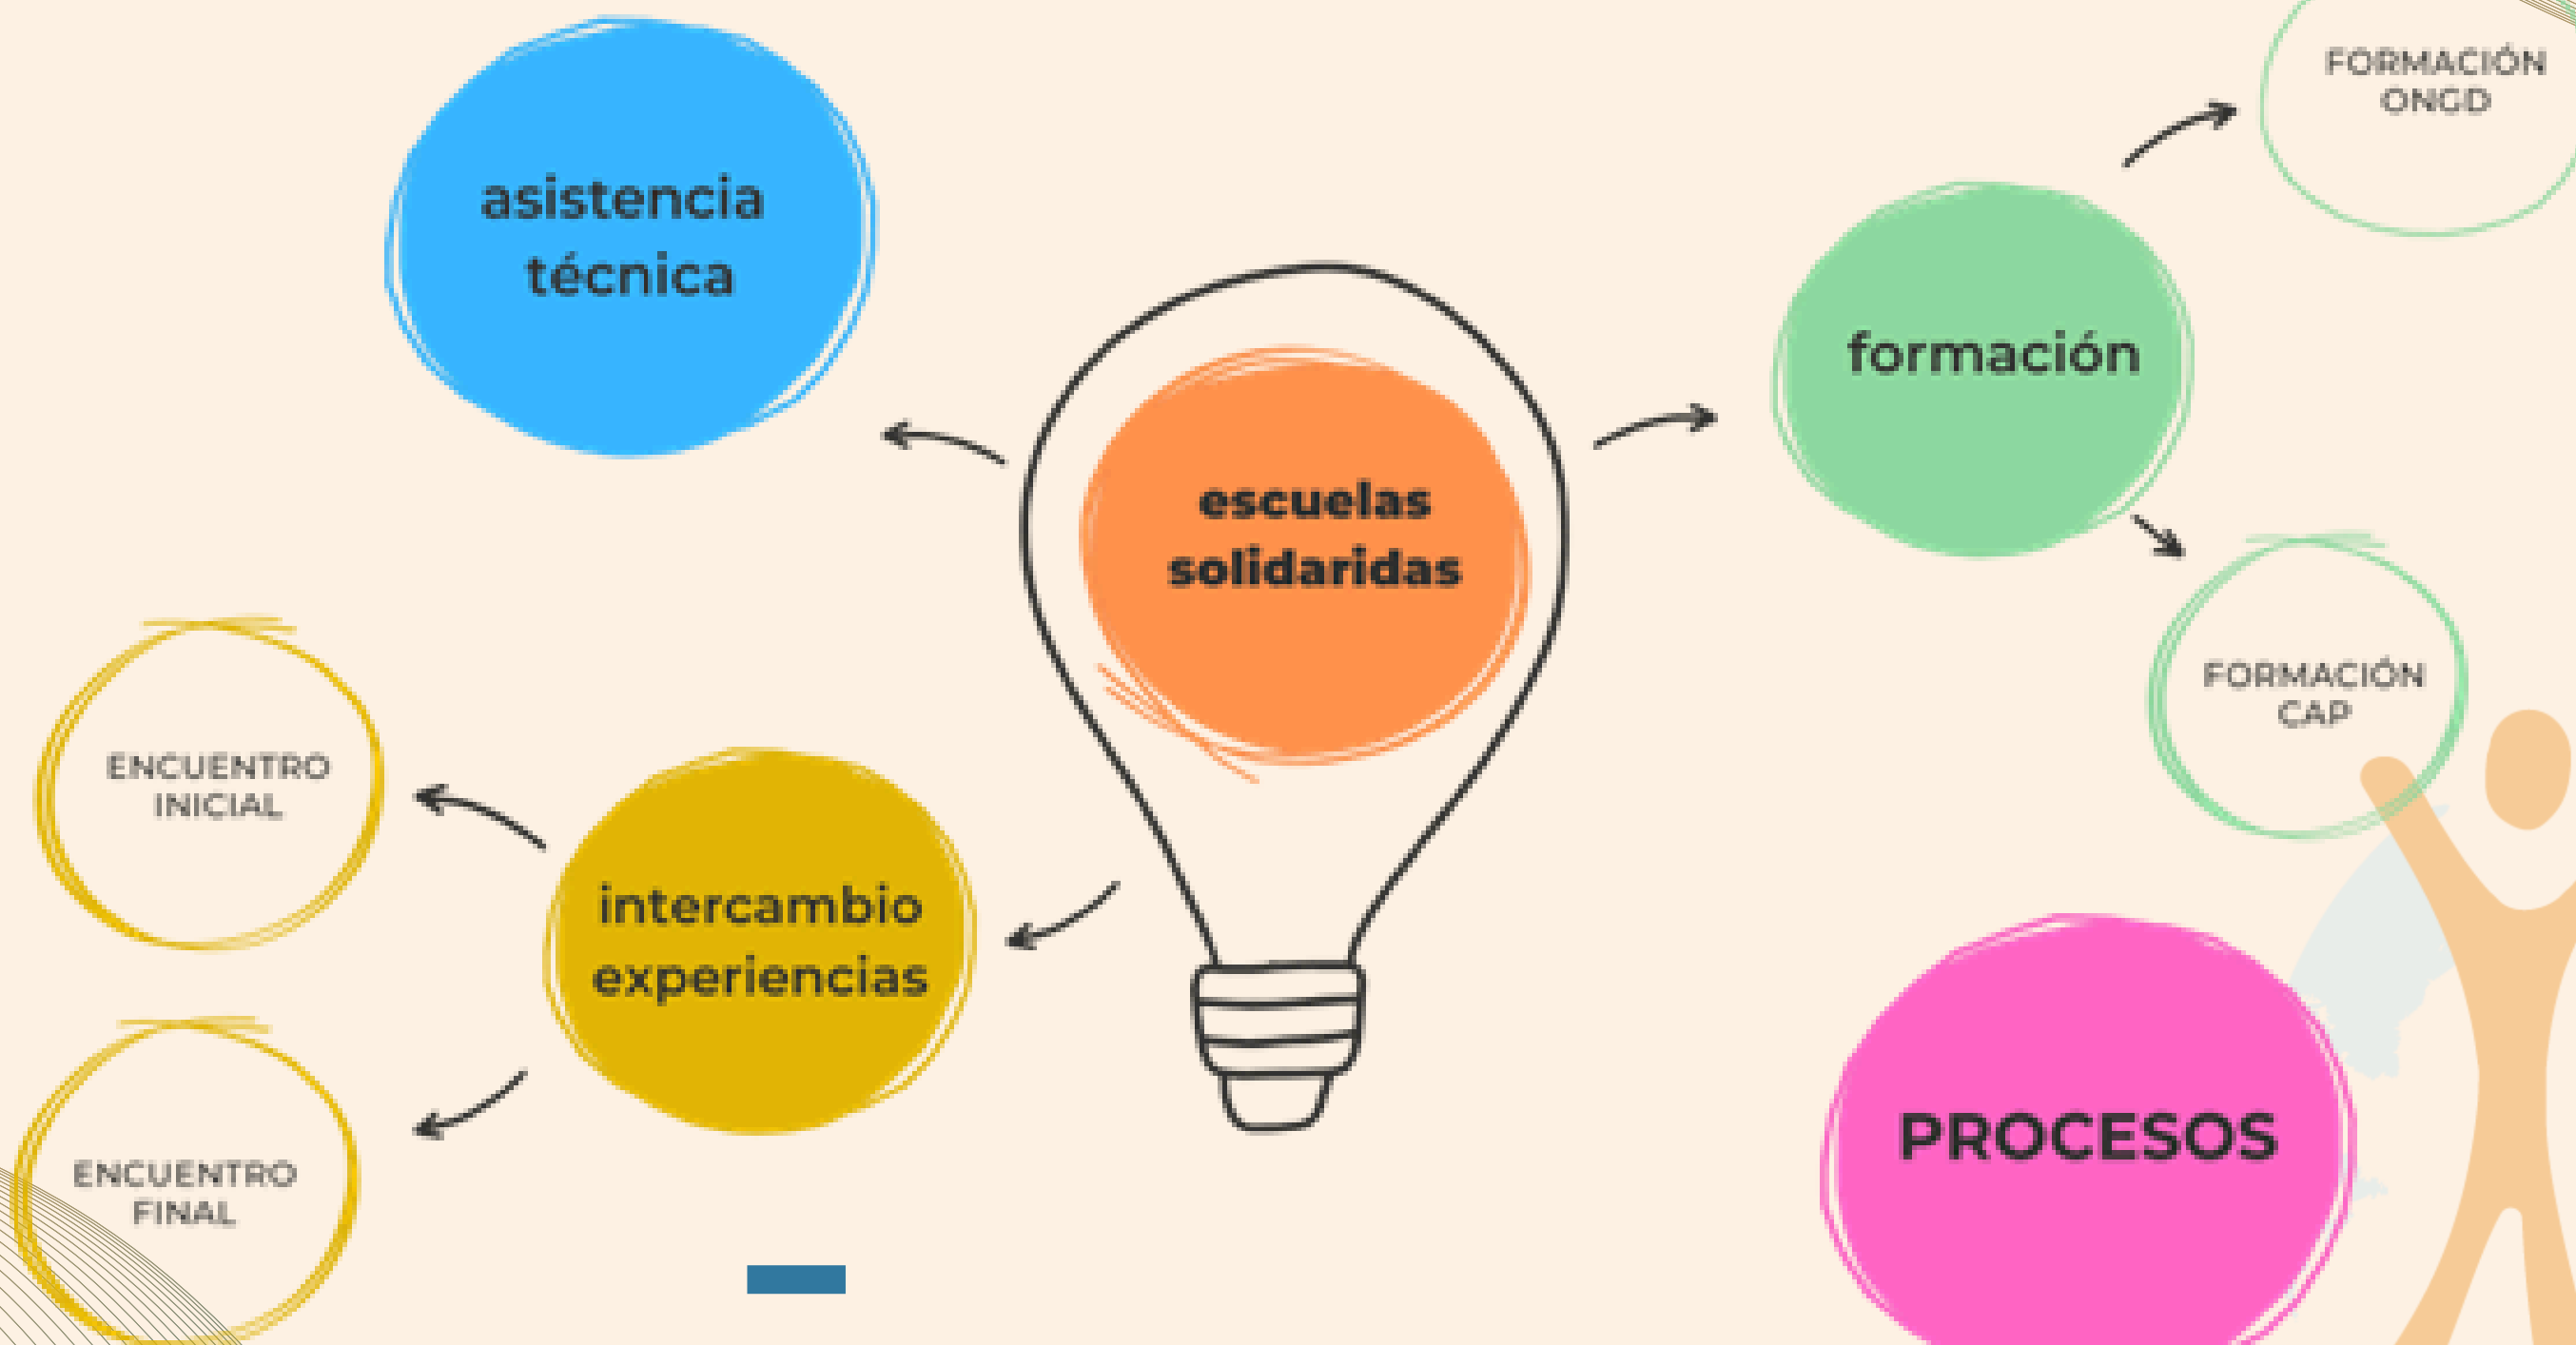 asistencia
técnica
escuelas
solidaridas
formación
FORMACIÓN
ONGD
FORMACIÓN
CAP
intercambio
experiencias
ENCUENTRO
INICIAL
ENCUENTRO
FINAL
PROCESOS